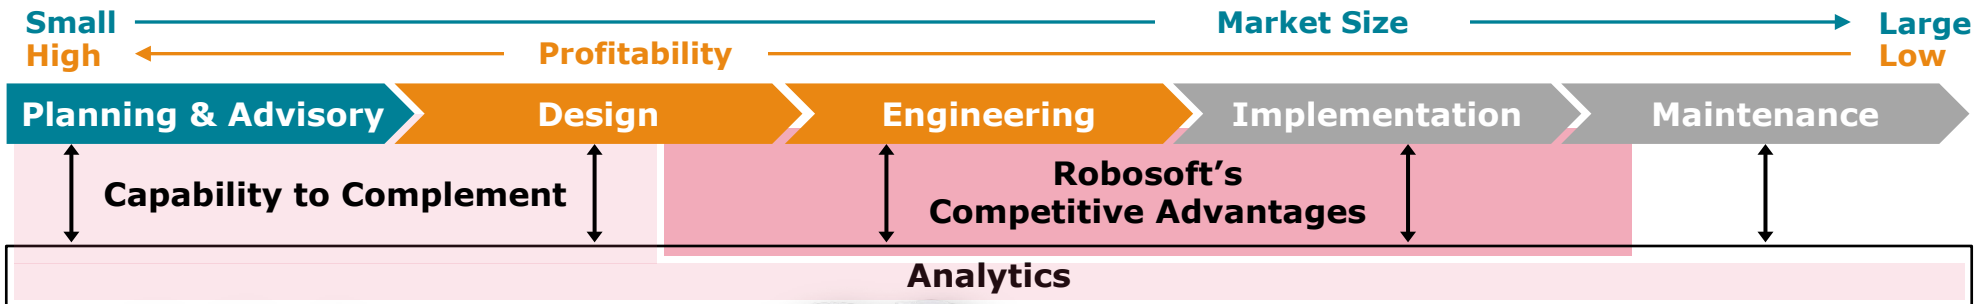 Small Market Size Large
High Profitability Low
Planning & Advisory Design Engineering Implementation Maintenance
Capability to Complement
Robosoft’s
Competitive Advantages
Analytics